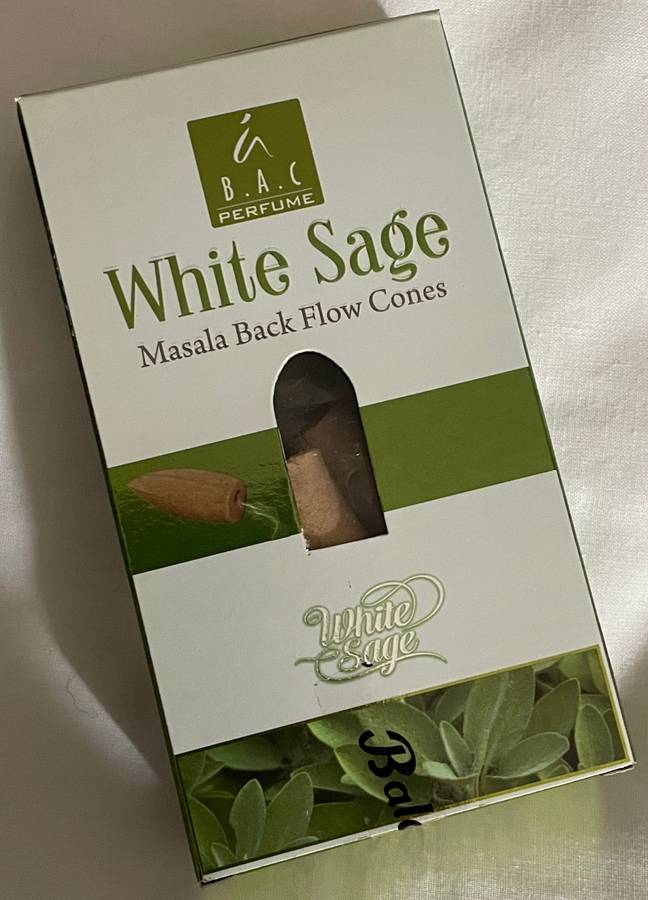 B.A.C
PERFUME
White Sage
Masala Back Flow Cones
White
Sage